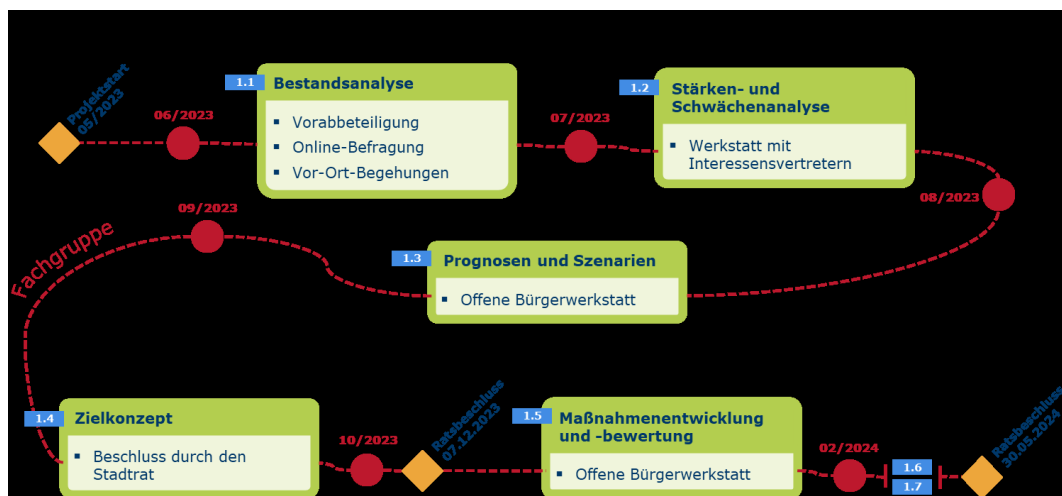 Projektstart
05/2023
06/2023
1.1
Bestandsanalyse
▪ Vorabbeteiligung
▪ Online-Befragung
▪ Vor-Ort-Begehungen
07/2023
1.2
Stärken- und
Schwächenanalyse
▪ Werkstatt mit
Interessensvertretern
08/2023
1.3
Prognosen und Szenarien
▪ Offene Bürgerwerkstatt
09/2023
Fachgruppe
1.4
Zielkonzept
▪ Beschluss durch den
Stadtrat
10/2023
Ratsbeschluss
07.12.2023
1.5
Maßnahmenentwicklung
und -bewertung
▪ Offene Bürgerwerkstatt
02/2024
1.6
1.7
Ratsbeschluss
30.05.2024